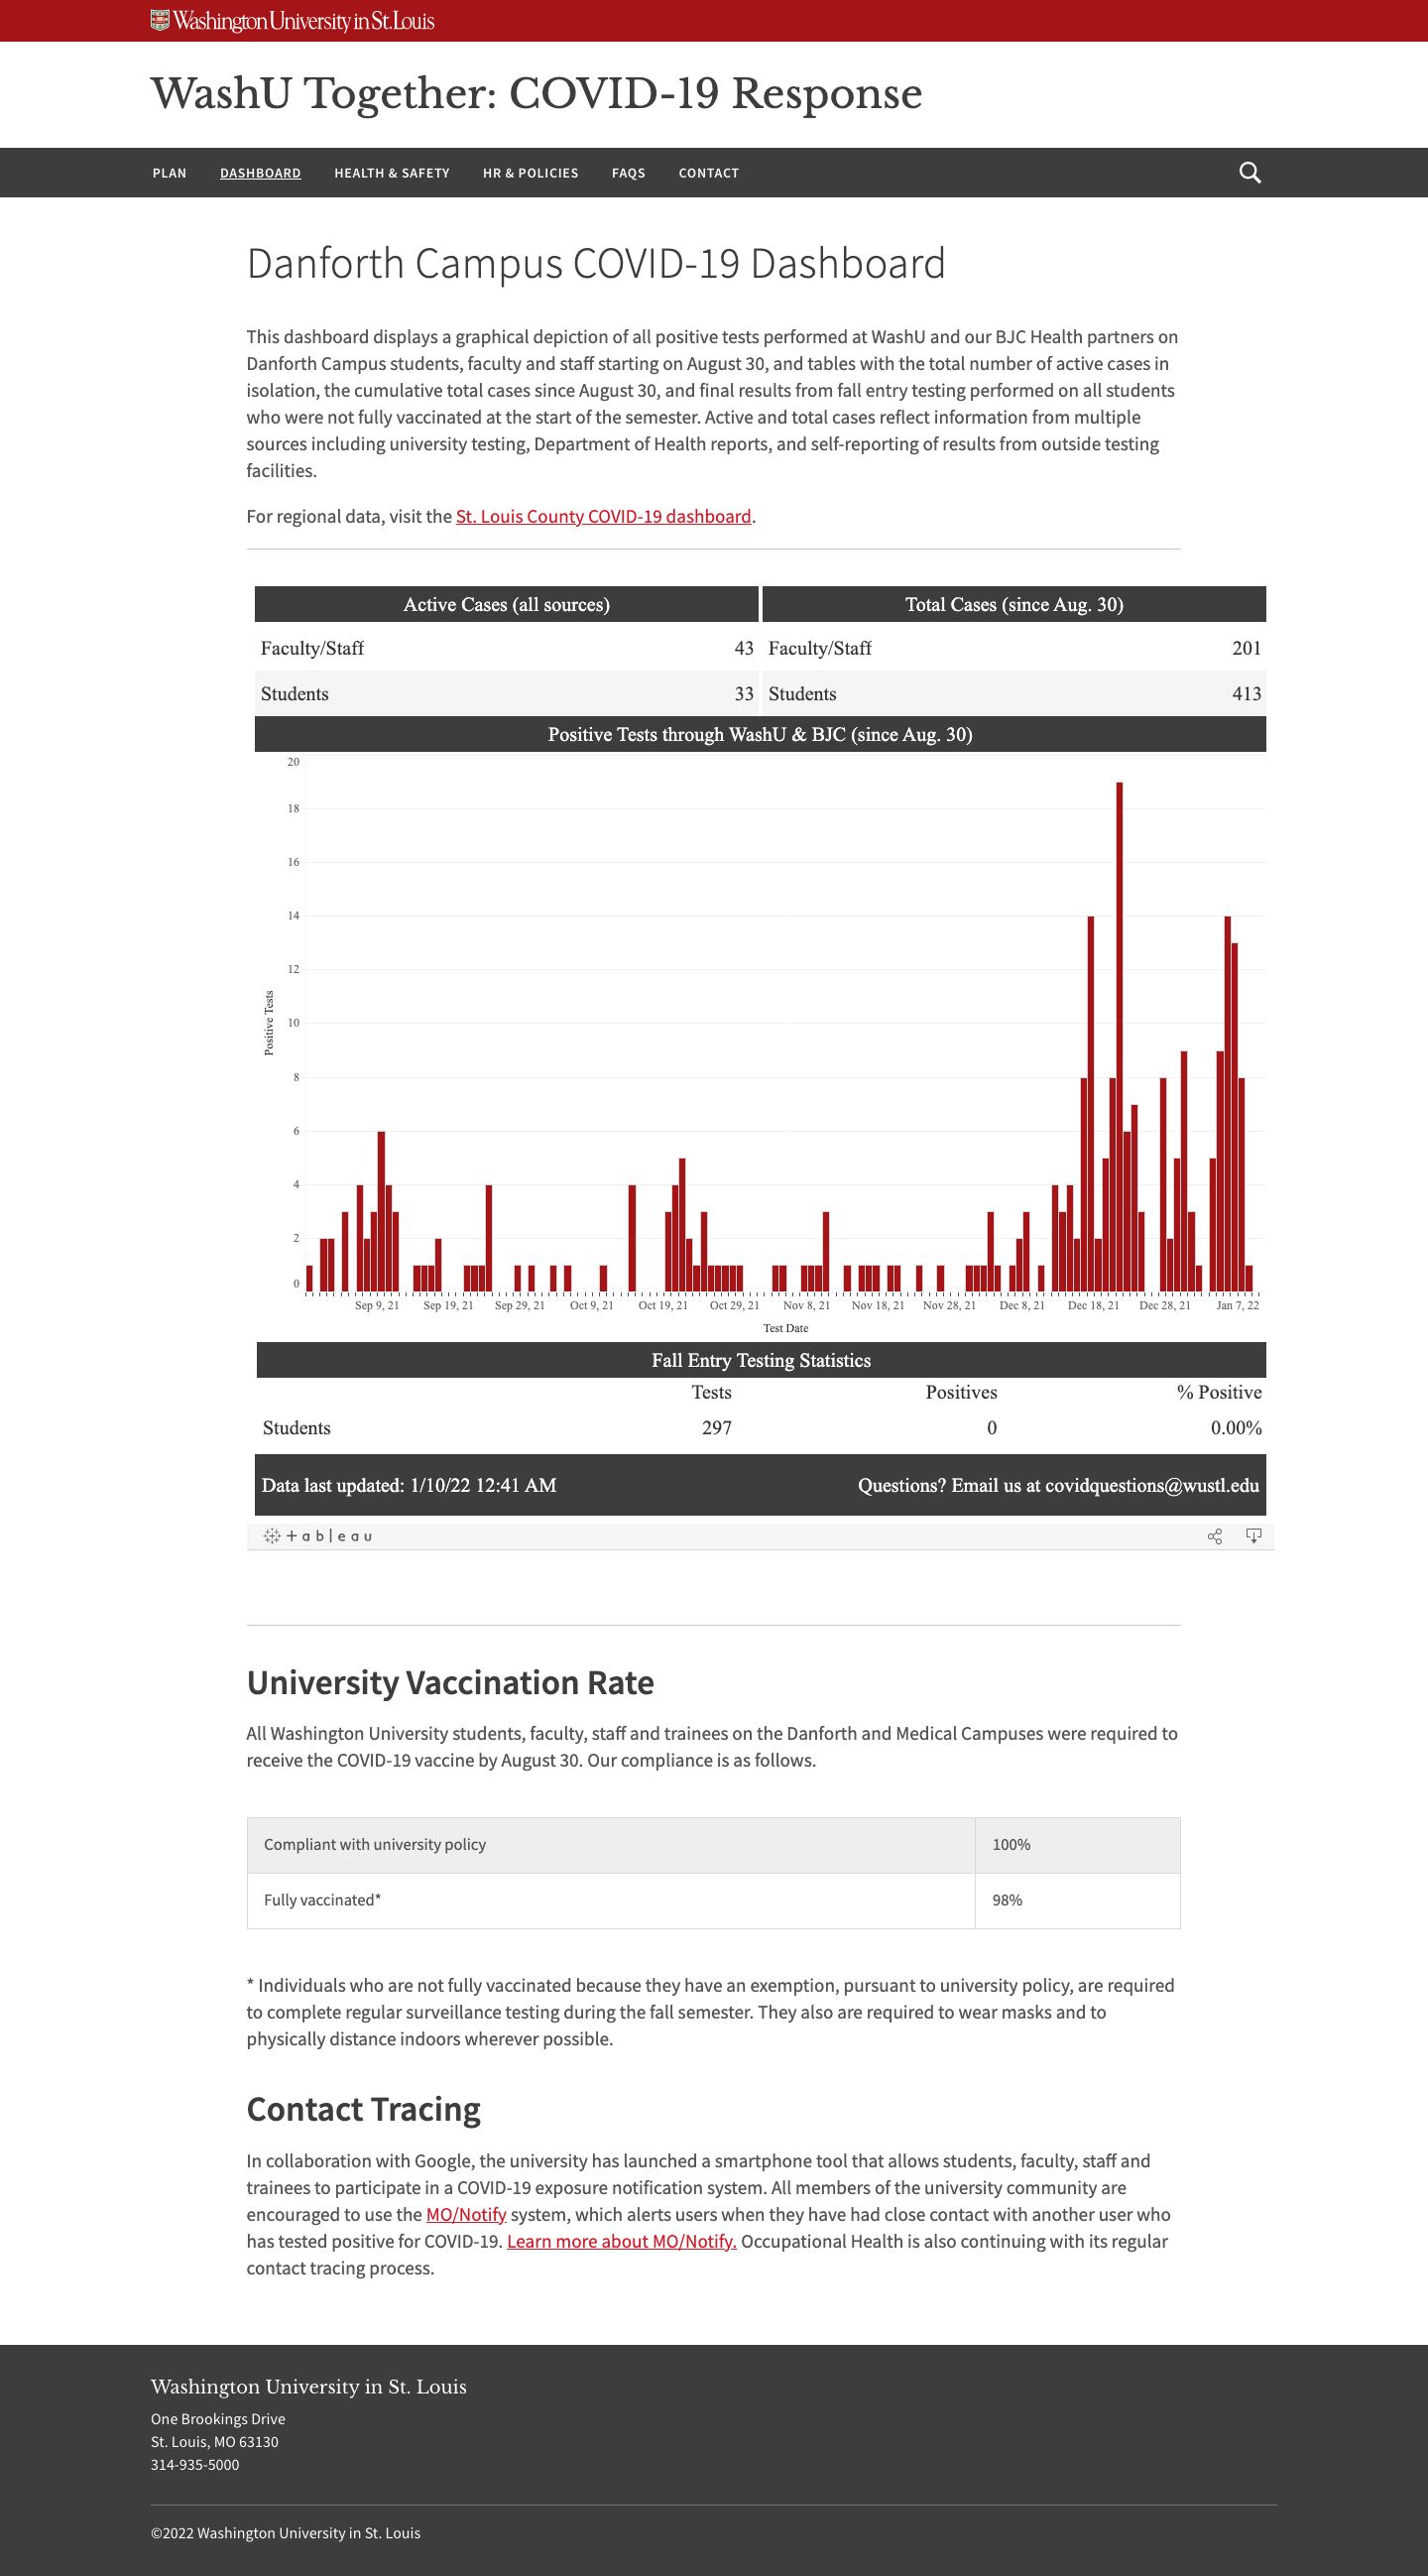 Washington University in St. Louis
WashU Together: COVID-19 Response
PLAN DASHBOARD HEALTH & SAFETY HR & POLICIES FAQS CONTACT
Danforth Campus COVID-19 Dashboard
This dashboard displays a graphical depiction of all positive tests performed at WashU and our BJC Health partners on
Danforth Campus students, faculty and staff starting on August 30, and tables with the total number of active cases in
isolation, the cumulative total cases since August 30, and final results from fall entry testing performed on all students
who were not fully vaccinated at the start of the semester. Active and total cases reflect information from multiple
sources including university testing, Department of Health reports, and self-reporting of results from outside testing
facilities.
For regional data, visit the St. Louis County COVID-19 dashboard.
Active Cases (all sources) Total Cases (since Aug. 30)
Faculty/Staff 43 Faculty/Staff 201
Students 33 Students 413
Positive Tests through WashU & BJC (since Aug. 30)
20
18
16
14
12
10
8
6
4
2
0
Positive Tests
Sep 9, 21 Sep 19, 21 Sep 29, 21 Oct 9, 21 Oct 19, 21 Oct 29, 21 Nov 8, 21 Nov 18, 21 Nov 28, 21 Dec 8, 21 Dec 18, 21 Dec 28, 21 Jan 7, 22
Test Date
Fall Entry Testing Statistics
Tests Positives % Positive
Students 297 0 0.00%
Data last updated: 1/10/22 12:41 AM Questions? Email us at covidquestions@wustl.edu
+ableau
University Vaccination Rate
All Washington University students, faculty, staff and trainees on the Danforth and Medical Campuses were required to
receive the COVID-19 vaccine by August 30. Our compliance is as follows.
Compliant with university policy 100%
Fully vaccinated* 98%
* Individuals who are not fully vaccinated because they have an exemption, pursuant to university policy, are required
to complete regular surveillance testing during the fall semester. They also are required to wear masks and to
physically distance indoors wherever possible.
Contact Tracing
In collaboration with Google, the university has launched a smartphone tool that allows students, faculty, staff and
trainees to participate in a COVID-19 exposure notification system. All members of the university community are
encouraged to use the MO/Notify system, which alerts users when they have had close contact with another user who
has tested positive for COVID-19. Learn more about MO/Notify. Occupational Health is also continuing with its regular
contact tracing process.
Washington University in St. Louis
One Brookings Drive
St. Louis, MO 63130
314-935-5000
©2022 Washington University in St. Louis